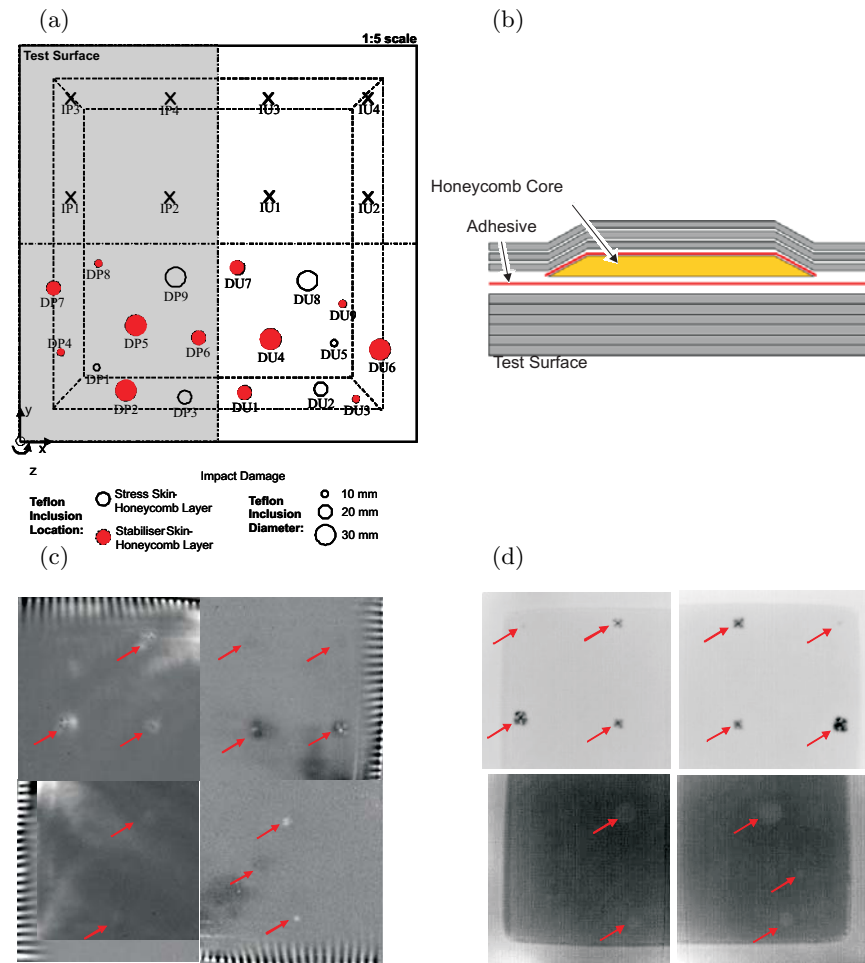 (a)
(b)
1:5 scale
Test Surface
IP3
IP4
IU3
IU4
IP1
IP2
IU1
IU2
DP8
DP7
DP9
DU7
DU8
DU9
DP4
DP5
DP6
DU4
DU5
DU6
DP1
DP2
DP3
DU1
DU2
DU3
y
x
z
Honeycomb Core
Adhesive
Test Surface
Impact Damage
Teflon
Inclusion
Location:
Stress Skin-
Honeycomb Layer
Stabiliser Skin-
Honeycomb Layer
Teflon
Inclusion
Diameter:
10 mm
20 mm
30 mm
(c)
(d)